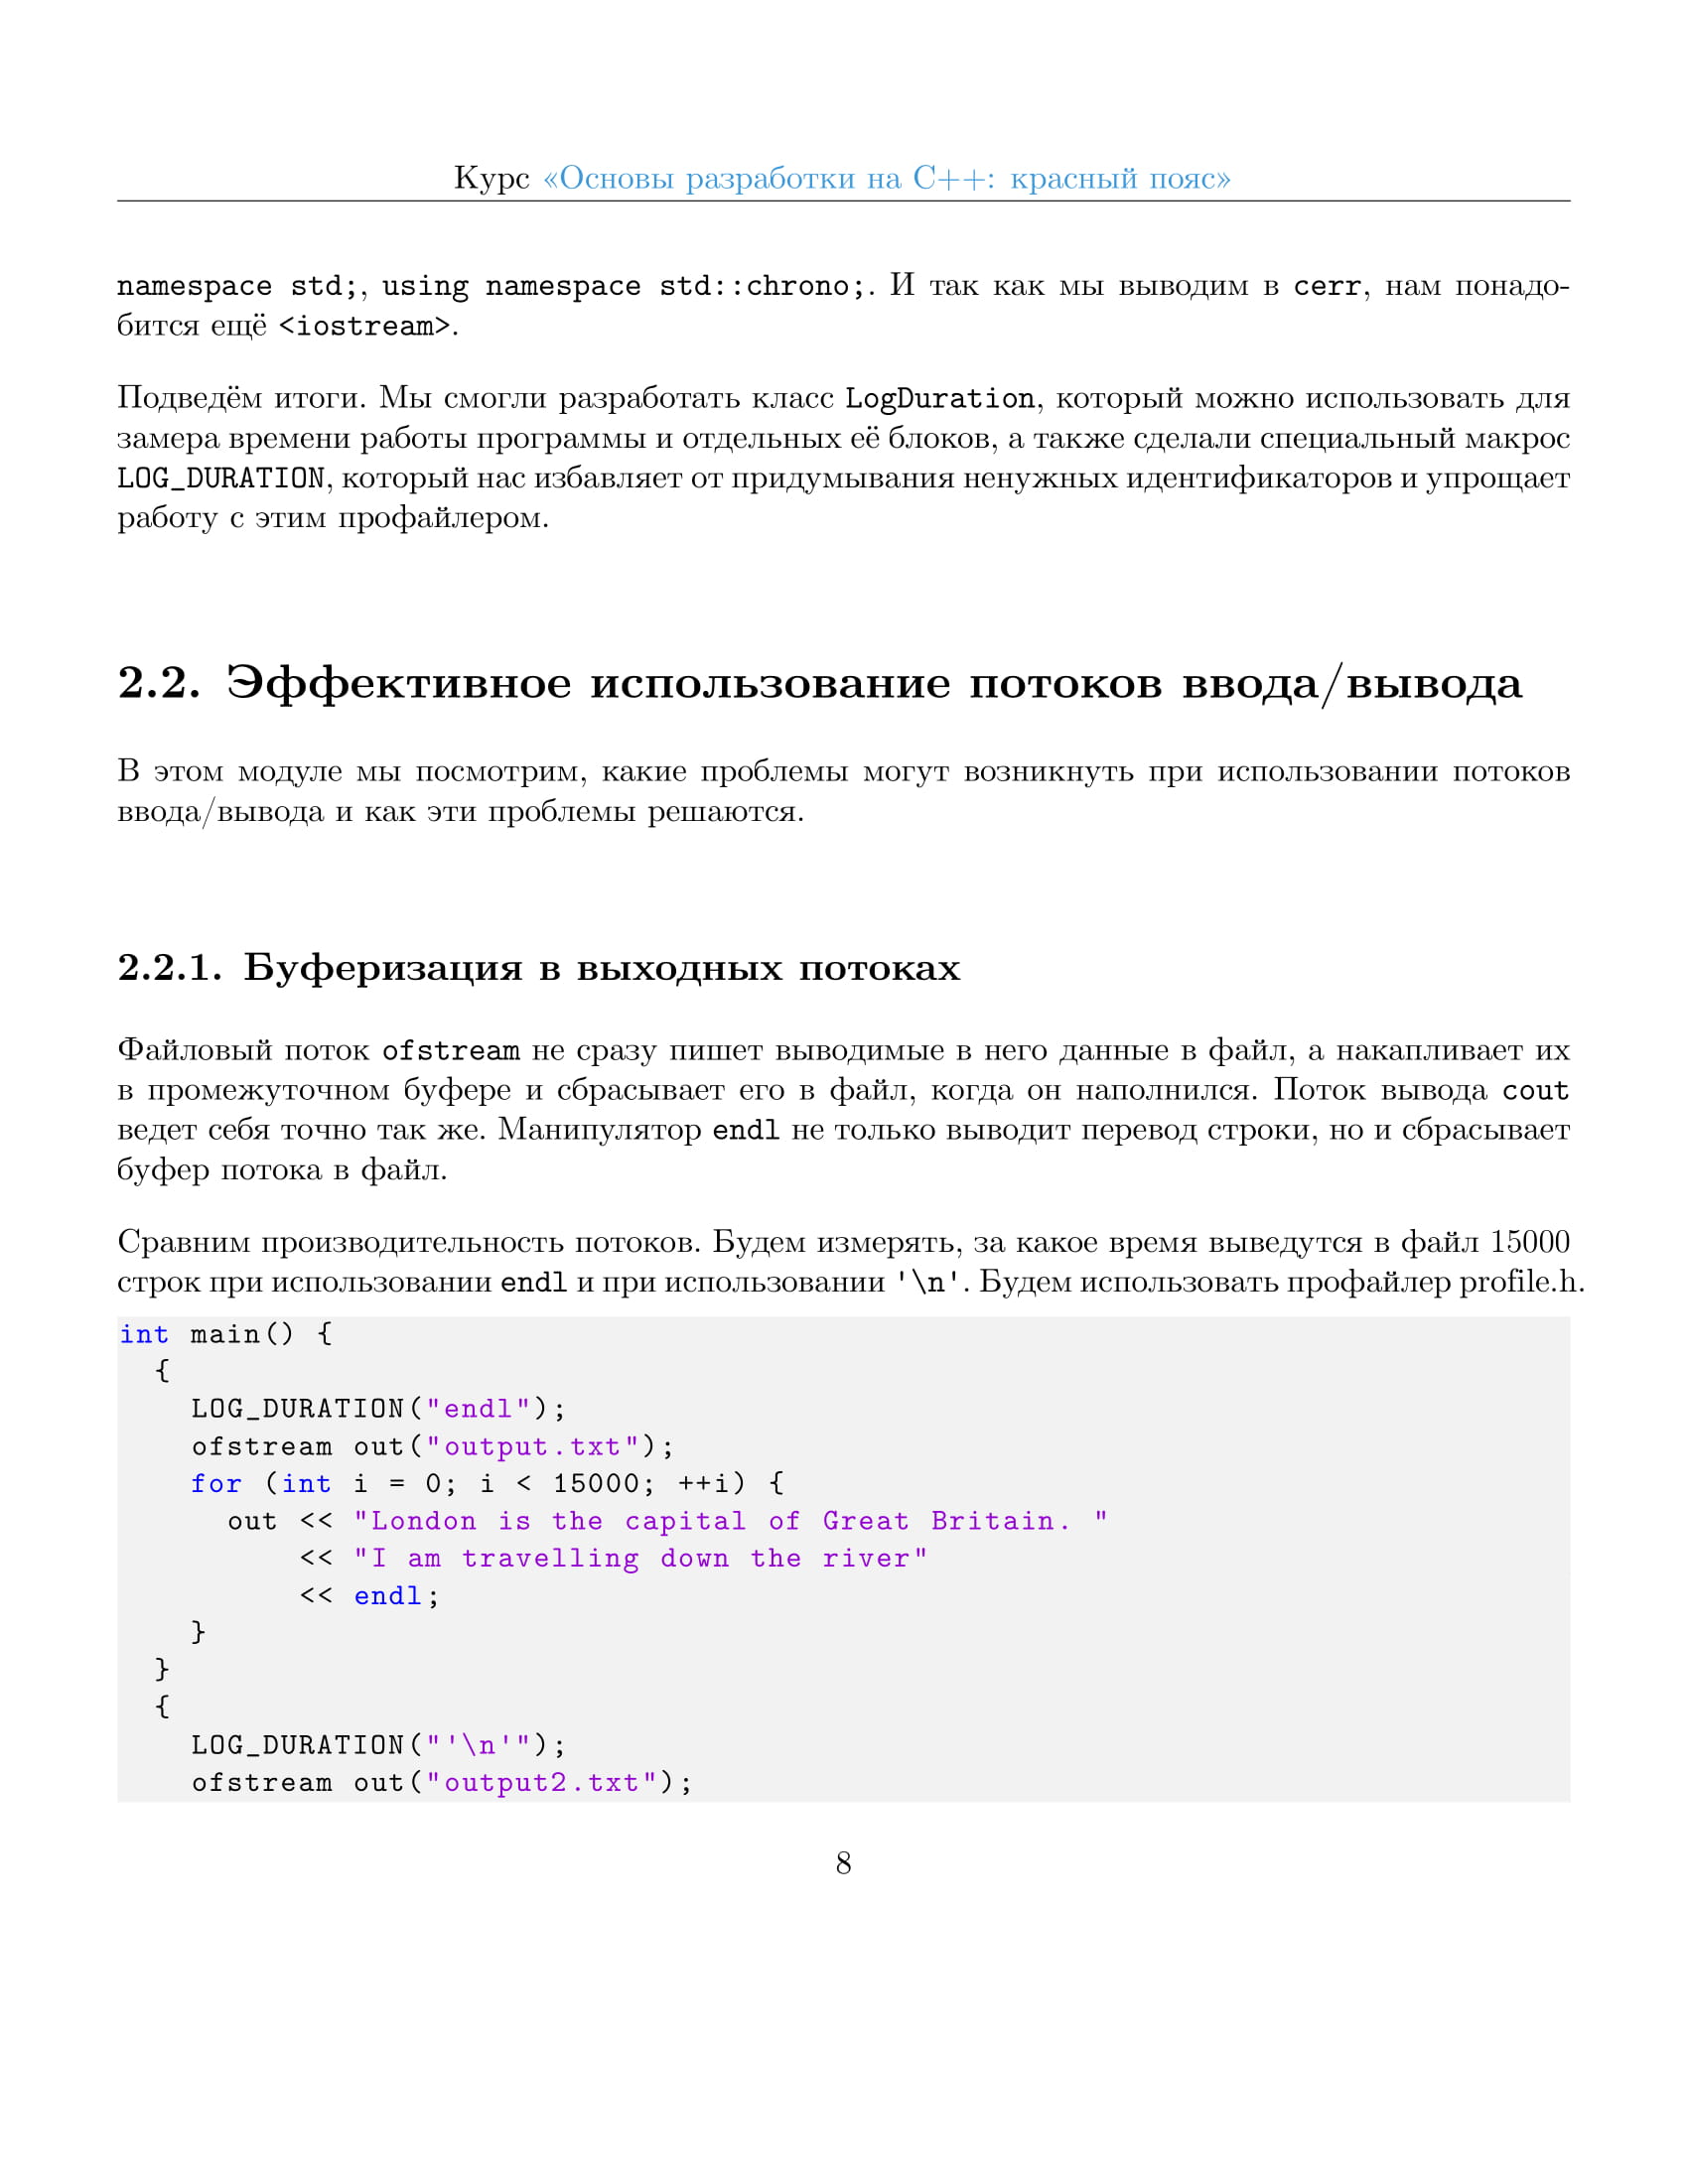 Курс «Основы разработки на C++: красный пояс»
namespace std;, using namespace std::chrono;. И так как мы выводим в cerr, нам понадо-
бится ещё <iostream>.
Подведём итоги. Мы смогли разработать класс LogDuration, который можно использовать для
замера времени работы программы и отдельных её блоков, а также сделали специальный макрос
LOG_DURATION, который нас избавляет от придумывания ненужных идентификаторов и упрощает
работу с этим профайлером.
2.2. Эффективное использование потоков ввода/вывода
В этом модуле мы посмотрим, какие проблемы могут возникнуть при использовании потоков
ввода/вывода и как эти проблемы решаются.
2.2.1. Буферизация в выходных потоках
Файловый поток ofstream не сразу пишет выводимые в него данные в файл, а накапливает их
в промежуточном буфере и сбрасывает его в файл, когда он наполнился. Поток вывода cout
ведет себя точно так же. Манипулятор endl не только выводит перевод строки, но и сбрасывает
буфер потока в файл.
Сравним производительность потоков. Будем измерять, за какое время выведутся в файл 15000
строк при использовании endl и при использовании '\n'. Будем использовать профайлер profile.h.
int main() {
  {
    LOG_DURATION("endl");
    ofstream out("output.txt");
    for (int i = 0; i < 15000; ++i) {
      out << "London is the capital of Great Britain. "
          << "I am travelling down the river"
          << endl;
    }
  }
  {
    LOG_DURATION("'\n'");
    ofstream out("output2.txt");
8